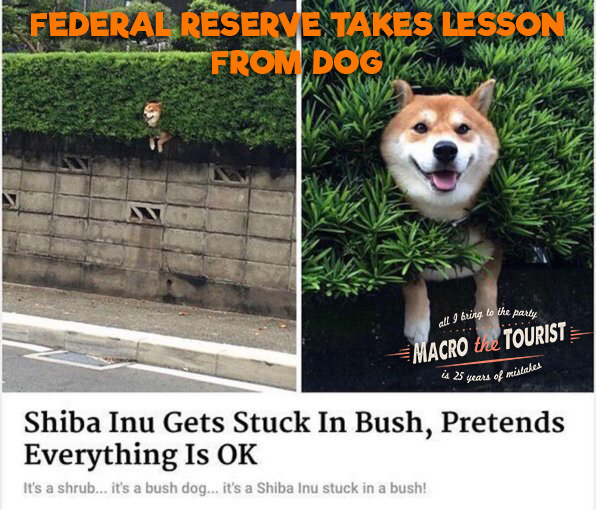 FEDERAL RESERVE TAKES LESSON
FROM DOG
all I bring to the party
MACRO the TOURIST
is 25 years of mistakes
Shiba Inu Gets Stuck In Bush, Pretends
Everything Is OK
It's a shrub... it's a bush dog... it's a Shiba Inu stuck in a bush!